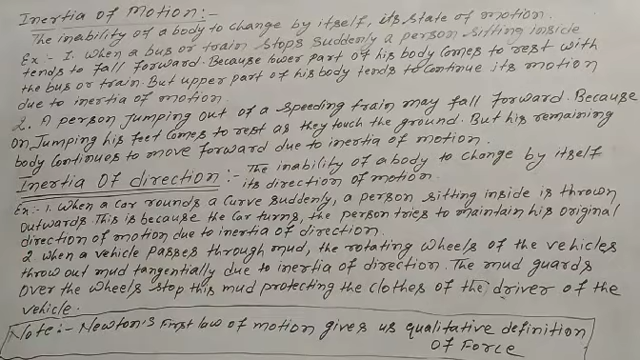 Inertia of Motion:-
The inability of a body to change by itself, its state of motion.
Ex:- 1. When a bus or train stops suddenly a person sitting inside
tends to fall forward. Because lower part of his body comes to rest with
the bus or train. But upper part of his body tends to continue its motion
due to inertia of motion.
2. A person jumping out of a speeding train may fall forward. Because
on Jumping his feet comes to rest as they touch the ground. But his remaining
body continues to move forward due to inertia of motion.
Inertia Of direction:- The inability of a body to change by itself
its direction of motion.
Ex:- 1. When a car rounds a curve suddenly, a person sitting inside is thrown
outwards. This is because the car turns, the person tries to maintain his original
direction of motion due to inertia of direction.
2 When a vehicle passes through mud, the rotating wheels of the vehicles
throw out mud tangentially due to inertia of direction. The mud guards
over the wheels stop this mud protecting the clothes of the driver of the
vehicle.
Note:- Newton's First law of motion gives us qualitative definition
Of Force